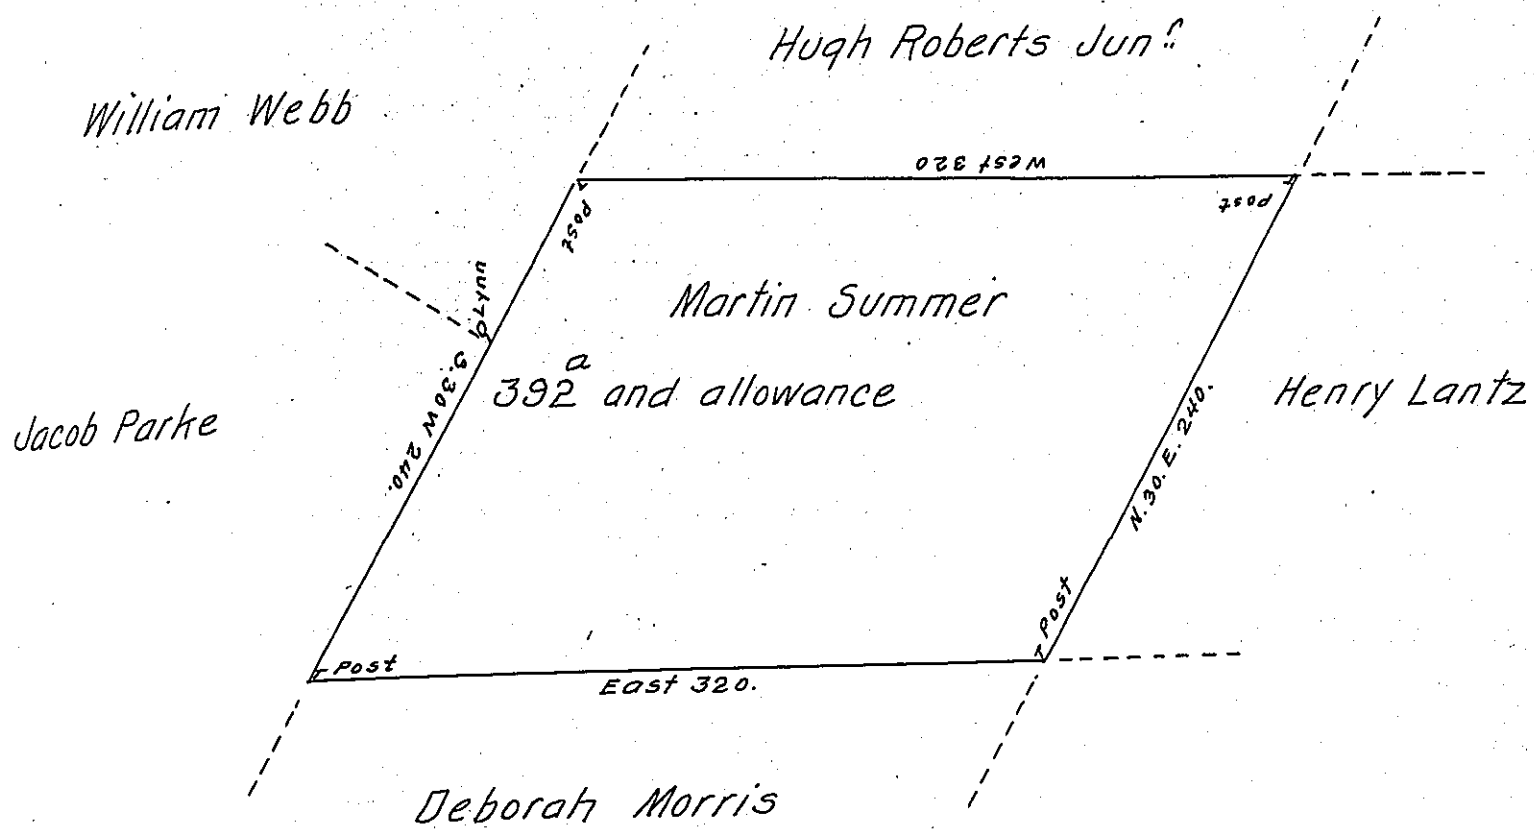 Hugh Roberts Junr
William Webb
West 320
Post
Post
Lynn
Martin Summer
392a and allowance
S.30 W 240.
Henry Lantz
Jacob Parke
N.30.E.240.
Post
Post
East 320.
Deborah Morris